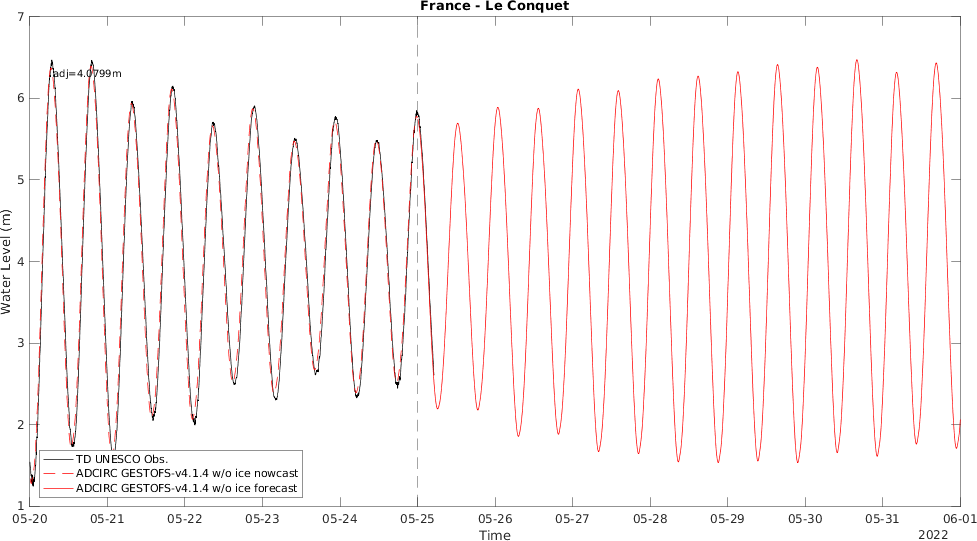 France - Le Conquet
7
6
5
4
3
2
1
Water Level (m)
adj=4.0799m
TD UNESCO Obs.
ADCIRC GESTOFS-v4.1.4 w/o ice nowcast
ADCIRC GESTOFS-v4.1.4 w/o ice forecast
05-20 05-21 05-22 05-23 05-24 05-25 05-26 05-27 05-28 05-29 05-30 05-31 06-01
Time
2022